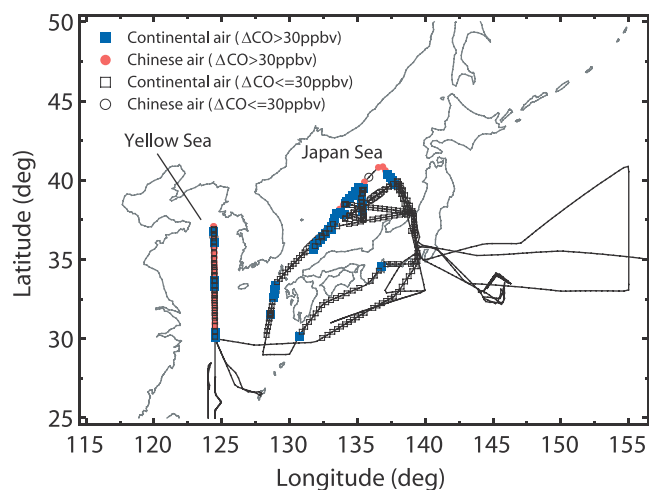 50
45
40
35
30
25
Latitude (deg)
Continental air (ΔCO>30ppbv)
Chinese air (ΔCO>30ppbv)
Continental air (ΔCO<=30ppbv)
Chinese air (ΔCO<=30ppbv)
Yellow Sea
Japan Sea
115 120 125 130 135 140 145 150 155
Longitude (deg)